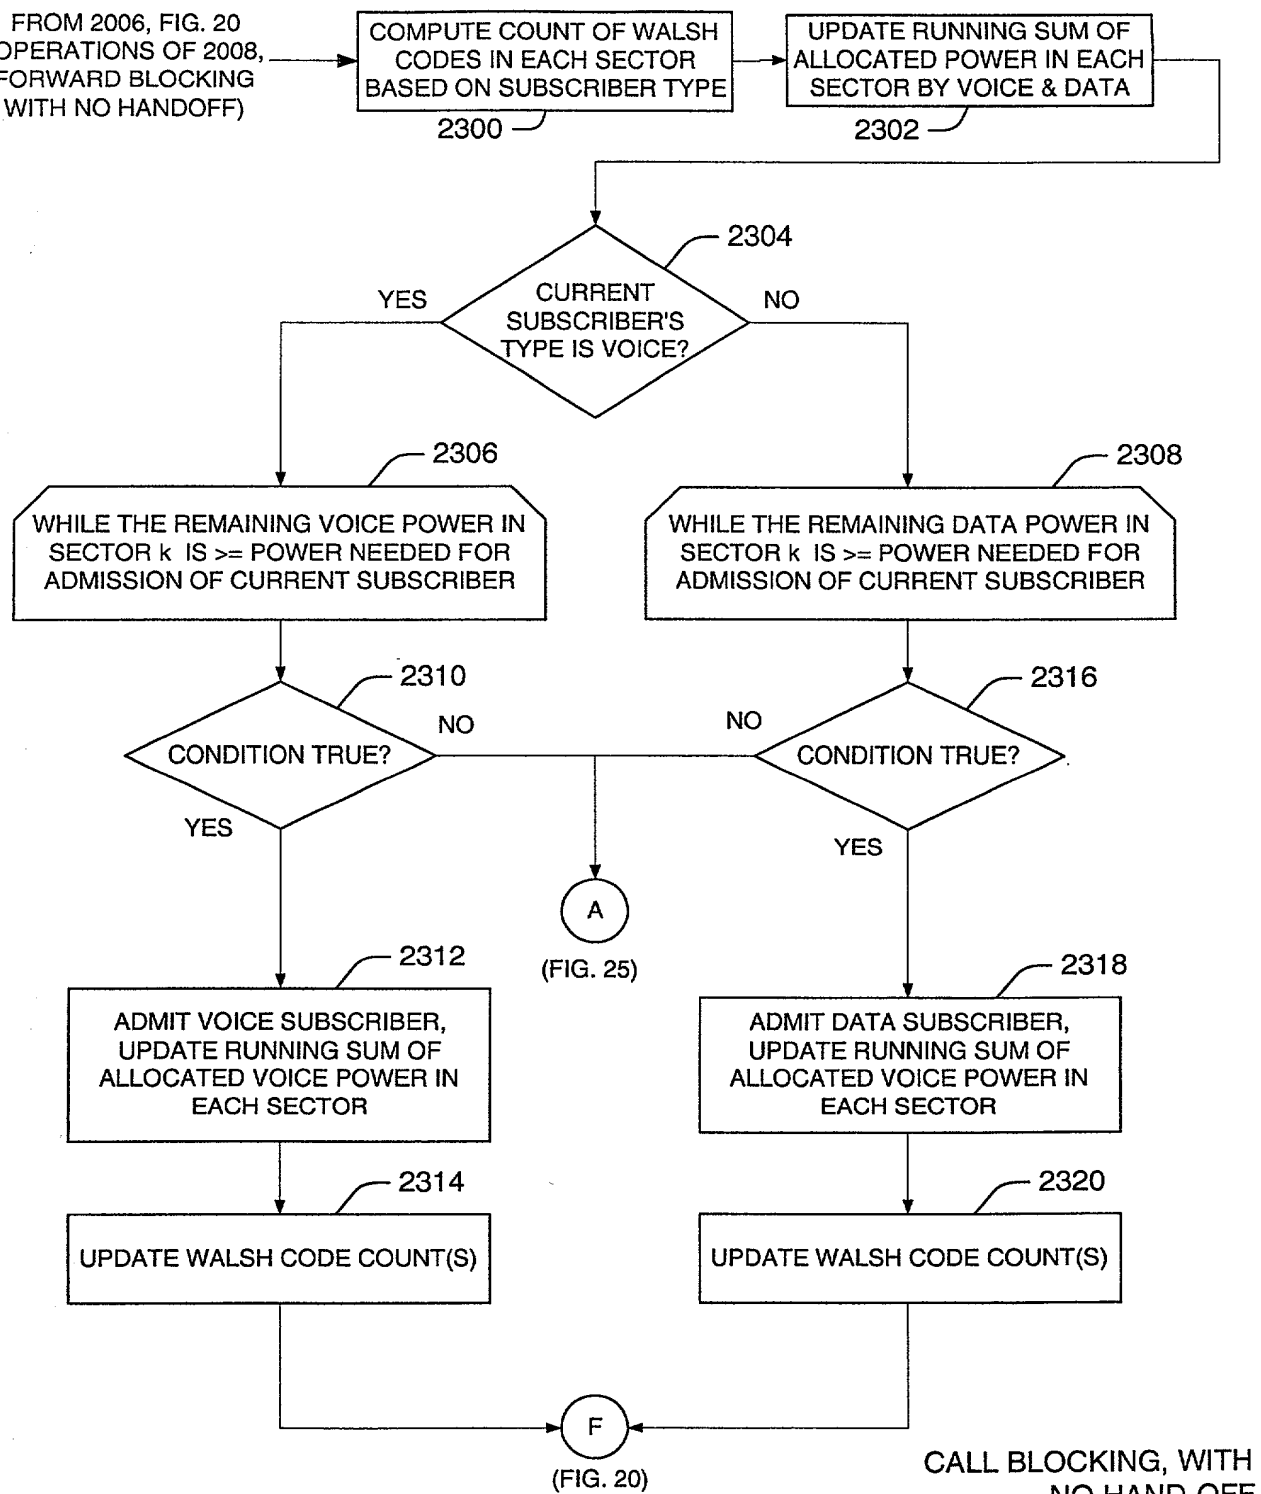 FROM 2006, FIG. 20
OPERATIONS OF 2008,
FORWARD BLOCKING
WITH NO HANDOFF)
COMPUTE COUNT OF WALSH
CODES IN EACH SECTOR
BASED ON SUBSCRIBER TYPE
2300
UPDATE RUNNING SUM OF
ALLOCATED POWER IN EACH
SECTOR BY VOICE & DATA
2302
2304
CURRENT
SUBSCRIBER'S
TYPE IS VOICE?
YES
NO
2306
WHILE THE REMAINING VOICE POWER IN
SECTOR k IS >= POWER NEEDED FOR
ADMISSION OF CURRENT SUBSCRIBER
2308
WHILE THE REMAINING DATA POWER IN
SECTOR k IS >= POWER NEEDED FOR
ADMISSION OF CURRENT SUBSCRIBER
2310
CONDITION TRUE?
NO
YES
2316
CONDITION TRUE?
NO
YES
A
(FIG. 25)
2312
ADMIT VOICE SUBSCRIBER,
UPDATE RUNNING SUM OF
ALLOCATED VOICE POWER IN
EACH SECTOR
2318
ADMIT DATA SUBSCRIBER,
UPDATE RUNNING SUM OF
ALLOCATED VOICE POWER IN
EACH SECTOR
2314
UPDATE WALSH CODE COUNT(S)
2320
UPDATE WALSH CODE COUNT(S)
F
(FIG. 20)
CALL BLOCKING, WITH
NO HAND-OFF